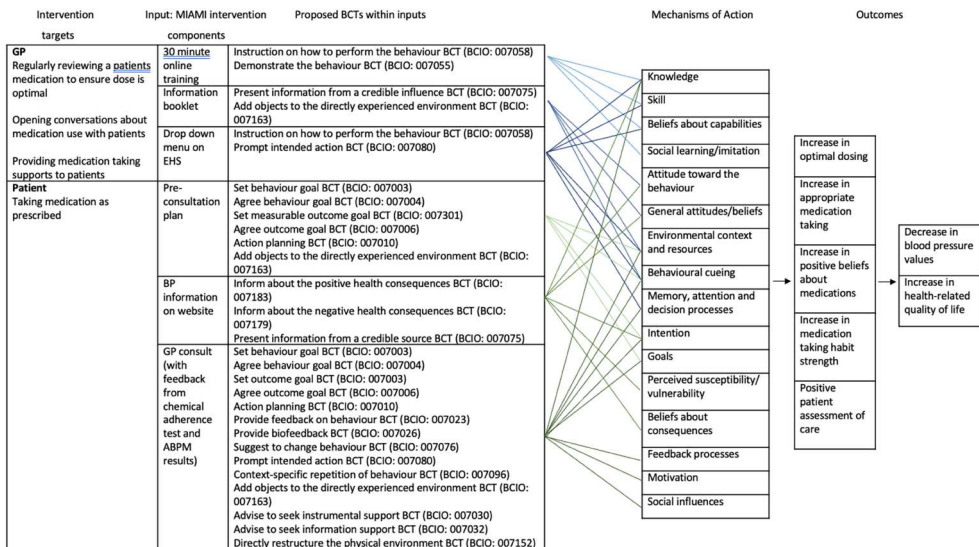 Intervention
targets
Input: MIAMI intervention
components
Proposed BCTs within inputs
Mechanisms of Action
Outcomes
GP
Regularly reviewing a patients
medication to ensure dose is
optimal
Opening conversations about
medication use with patients
Providing medication taking
supports to patients
30 minute
online
training
Instruction on how to perform the behaviour BCT (BCIO: 007058)
Demonstrate the behaviour BCT (BCIO: 007055)
Information
booklet
Present information from a credible influence BCT (BCIO: 007075)
Add objects to the directly experienced environment BCT (BCIO:
007163)
Drop down
menu on
EHS
Instruction on how to perform the behaviour BCT (BCIO: 007058)
Prompt intended action BCT (BCIO: 007080)
Patient
Taking medication as
prescribed
Pre-
consultation
plan
Set behaviour goal BCT (BCIO: 007003)
Agree behaviour goal BCT (BCIO: 007004)
Set measurable outcome goal BCT (BCIO: 007301)
Agree outcome goal BCT (BCIO: 007006)
Action planning BCT (BCIO: 007010)
Add objects to the directly experienced environment BCT (BCIO:
007163)
BP
information
on website
Inform about the positive health consequences BCT (BCIO:
007183)
Inform about the negative health consequences BCT (BCIO:
007179)
Present information from a credible source BCT (BCIO: 007075)
GP consult
(with
feedback
from
chemical
adherence
test and
ABPM
results)
Set behaviour goal BCT (BCIO: 007003)
Agree behaviour goal BCT (BCIO: 007004)
Set outcome goal BCT (BCIO: 007003)
Agree outcome goal BCT (BCIO: 007006)
Action planning BCT (BCIO: 007010)
Provide feedback on behaviour BCT (BCIO: 007023)
Provide biofeedback BCT (BCIO: 007026)
Suggest to change behaviour BCT (BCIO: 007076)
Prompt intended action BCT (BCIO: 007080)
Context-specific repetition of behaviour BCT (BCIO: 007096)
Add objects to the directly experienced environment BCT (BCIO:
007163)
Advise to seek instrumental support BCT (BCIO: 007030)
Advise to seek information support BCT (BCIO: 007032)
Directly restructure the physical environment BCT (BCIO: 007152)
Knowledge
Skill
Beliefs about capabilities
Social learning/imitation
Attitude toward the
behaviour
General attitudes/beliefs
Environmental context
and resources
Behavioural cueing
Memory, attention and
decision processes
Intention
Goals
Perceived susceptibility/
vulnerability
Beliefs about
consequences
Feedback processes
Motivation
Social influences
Increase in
optimal dosing
Increase in
appropriate
medication
taking
Increase in
positive beliefs
about
medications
Increase in
medication
taking habit
strength
Positive
patient
assessment of
care
Decrease in
blood pressure
values
Increase in
health-related
quality of life